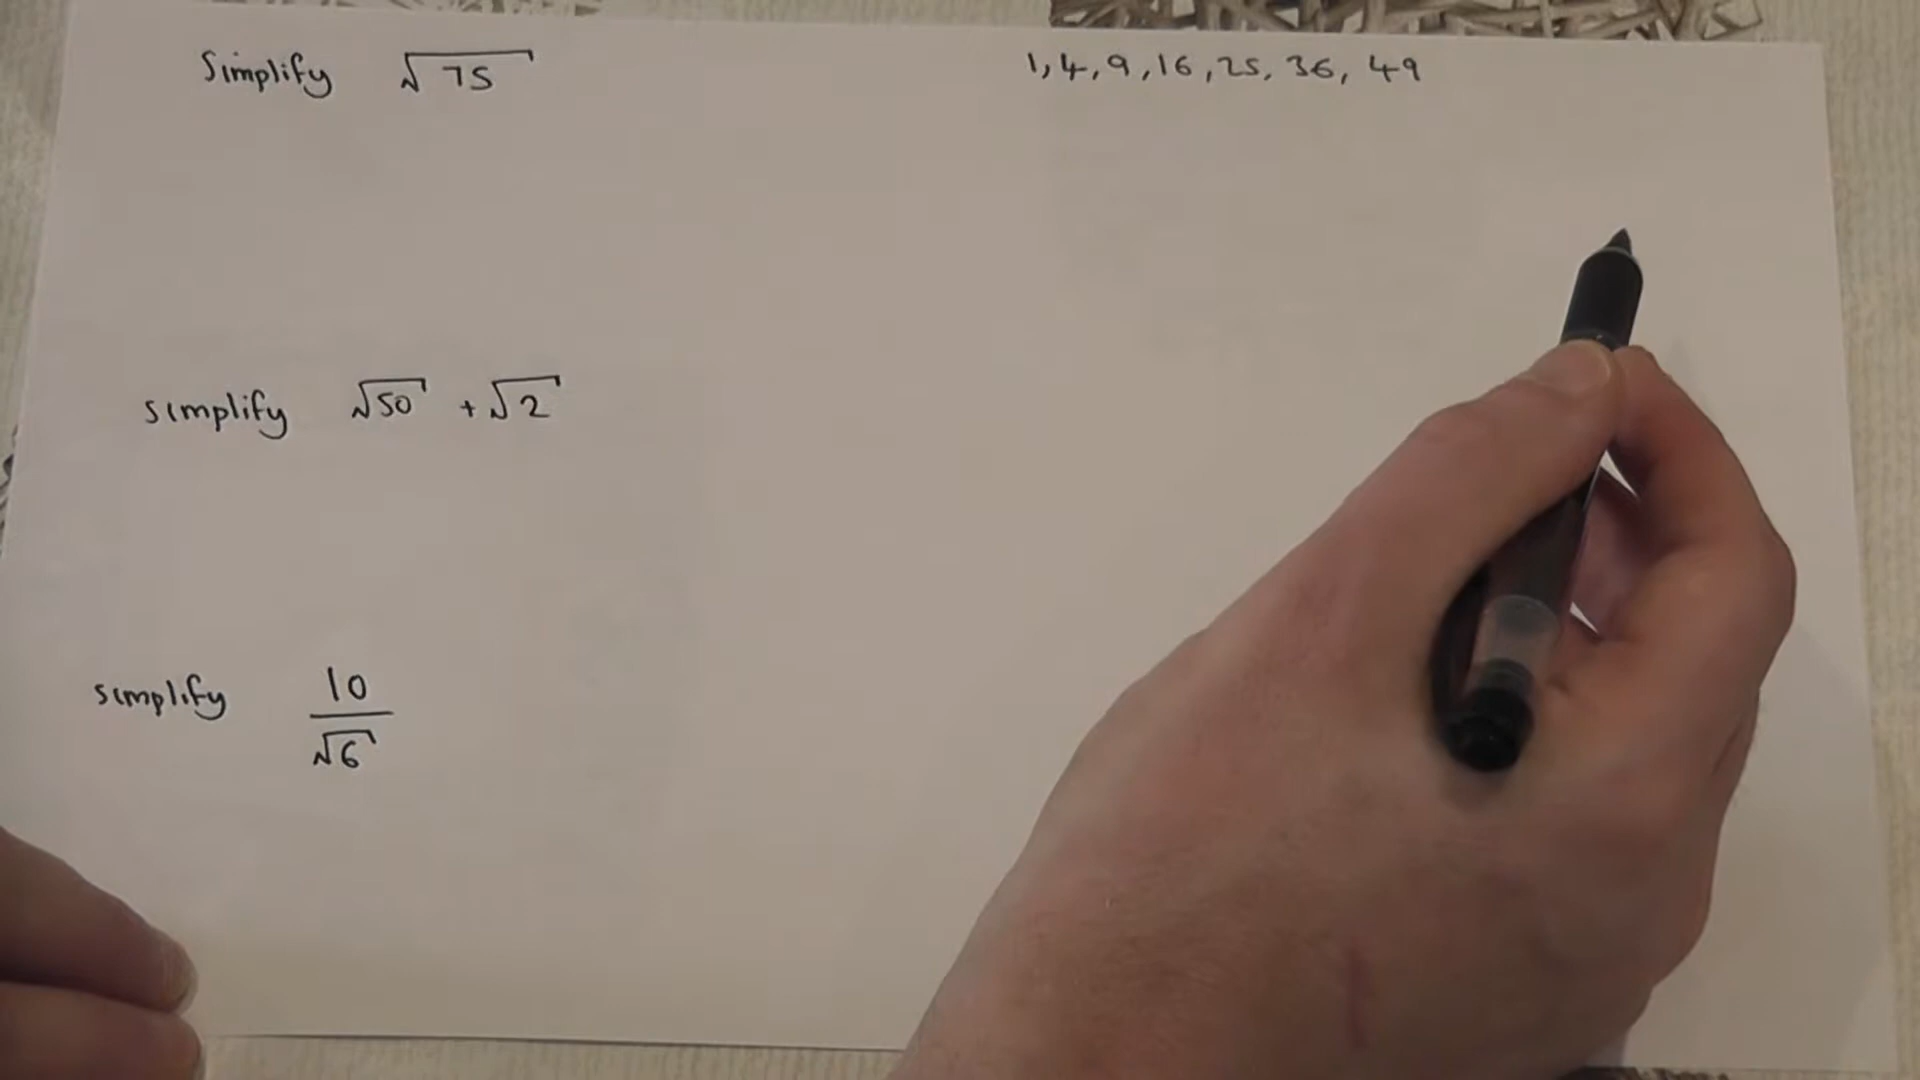 Simplify √75
1, 4, 9, 16, 25, 36, 49
simplify √50 + √2
simplify 10/√6